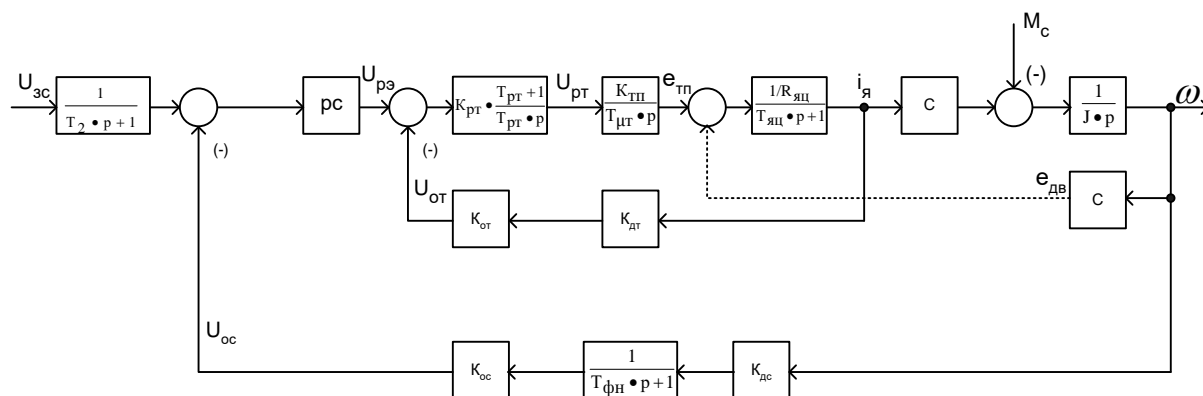 M_c
U_зс
1
T_2 • p + 1
(-)
рс
U_рэ
(-)
K_рт • T_рт + 1
T_рт • p
U_рт
K_тп
T_μт • p
e_тп
1/R_яц
T_яц • p + 1
i_я
с
(-)
1
J • p
ω
U_от
K_от
K_дт
e_дв
с
U_ос
K_ос
1
T_фн • p + 1
K_дс